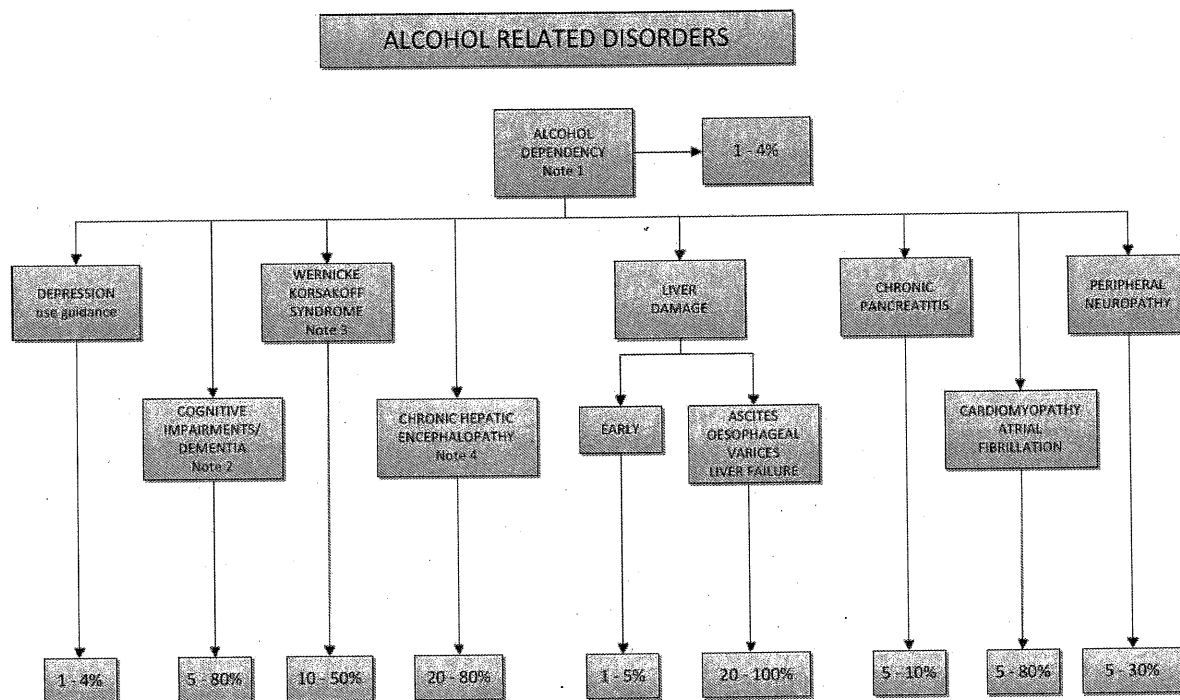 ALCOHOL RELATED DISORDERS
ALCOHOL
DEPENDENCY
Note 1
1 - 4%
DEPRESSION
use guidance
WERNICKE
KORSAKOFF
SYNDROME
Note 3
LIVER
DAMAGE
CHRONIC
PANCREATITIS
PERIPHERAL
NEUROPATHY
COGNITIVE
IMPAIRMENTS/
DEMENTIA
Note 2
CHRONIC HEPATIC
ENCEPHALOPATHY
Note 4
EARLY
ASCITES
OESOPHAGEAL
VARICES
LIVER FAILURE
CARDIOMYOPATHY
ATRIAL
FIBRILLATION
1 - 4%
5 - 80%
10 - 50%
20 - 80%
1 - 5%
20 - 100%
5 - 10%
5 - 80%
5 - 30%